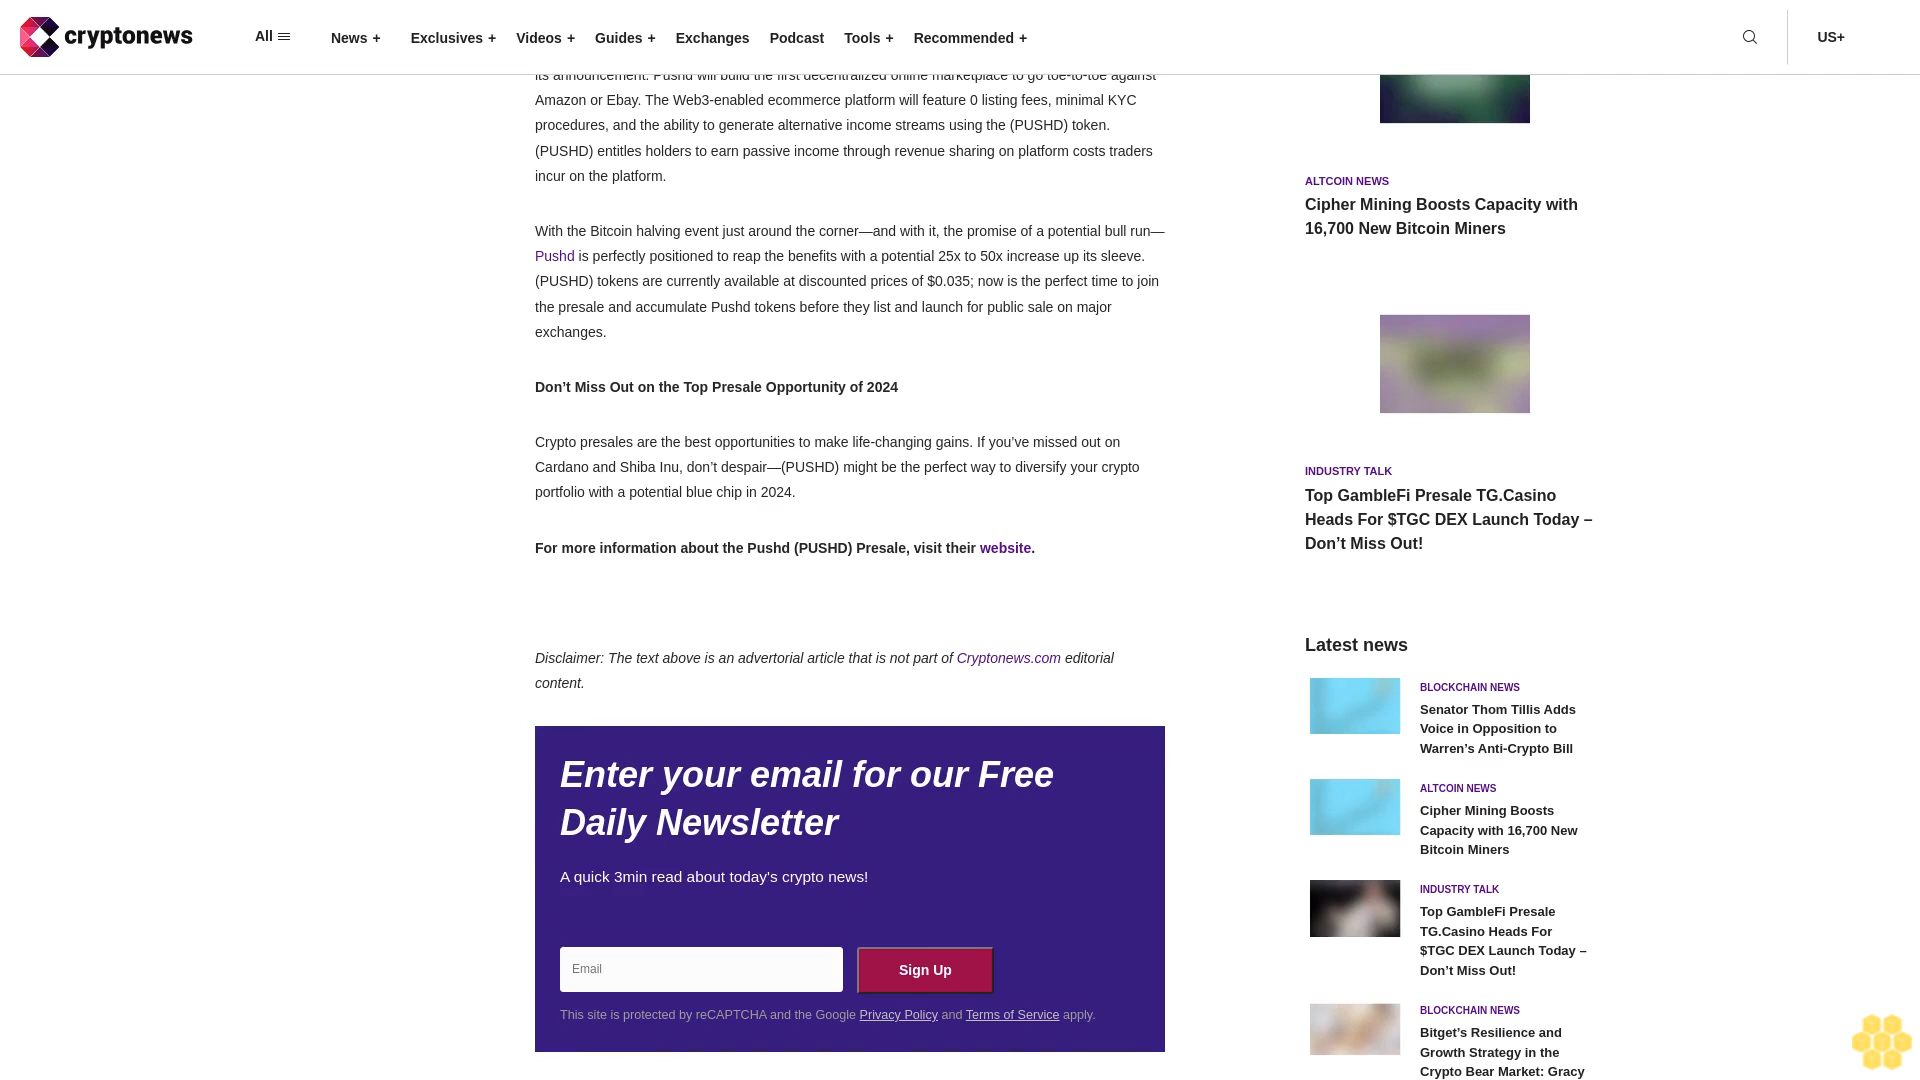 cryptonews
All
News +
Exclusives +
Videos +
Guides +
Exchanges
Podcast
Tools +
Recommended +
US+
its announcement. Pushd will build the first decentralized online marketplace to go toe-to-toe against
Amazon or Ebay. The Web3-enabled ecommerce platform will feature 0 listing fees, minimal KYC
procedures, and the ability to generate alternative income streams using the (PUSHD) token.
(PUSHD) entitles holders to earn passive income through revenue sharing on platform costs traders
incur on the platform.
With the Bitcoin halving event just around the corner—and with it, the promise of a potential bull run—
Pushd is perfectly positioned to reap the benefits with a potential 25x to 50x increase up its sleeve.
(PUSHD) tokens are currently available at discounted prices of $0.035; now is the perfect time to join
the presale and accumulate Pushd tokens before they list and launch for public sale on major
exchanges.
Don’t Miss Out on the Top Presale Opportunity of 2024
Crypto presales are the best opportunities to make life-changing gains. If you’ve missed out on
Cardano and Shiba Inu, don’t despair—(PUSHD) might be the perfect way to diversify your crypto
portfolio with a potential blue chip in 2024.
For more information about the Pushd (PUSHD) Presale, visit their website.
Disclaimer: The text above is an advertorial article that is not part of Cryptonews.com editorial
content.
Enter your email for our Free
Daily Newsletter
A quick 3min read about today's crypto news!
Email
Sign Up
This site is protected by reCAPTCHA and the Google Privacy Policy and Terms of Service apply.
ALTCOIN NEWS
Cipher Mining Boosts Capacity with
16,700 New Bitcoin Miners
INDUSTRY TALK
Top GambleFi Presale TG.Casino
Heads For $TGC DEX Launch Today –
Don’t Miss Out!
Latest news
BLOCKCHAIN NEWS
Senator Thom Tillis Adds
Voice in Opposition to
Warren’s Anti-Crypto Bill
ALTCOIN NEWS
Cipher Mining Boosts
Capacity with 16,700 New
Bitcoin Miners
INDUSTRY TALK
Top GambleFi Presale
TG.Casino Heads For
$TGC DEX Launch Today –
Don’t Miss Out!
BLOCKCHAIN NEWS
Bitget’s Resilience and
Growth Strategy in the
Crypto Bear Market: Gracy